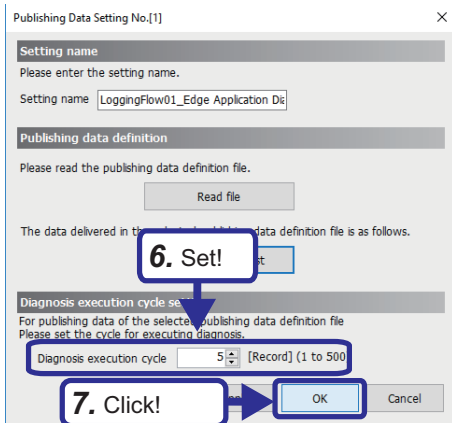 Publishing Data Setting No.[1]
Setting name
Please enter the setting name.
Setting name LoggingFlow01_Edge Application Dia
Publishing data definition
Please read the publishing data definition file.
Read file
The data delivered in the data definition file is as follows.
6. Set!
Diagnosis execution cycle
For publishing data of the selected publishing data definition file
Please set the cycle for executing diagnosis.
Diagnosis execution cycle 5 [Record] (1 to 500
7. Click!
OK Cancel